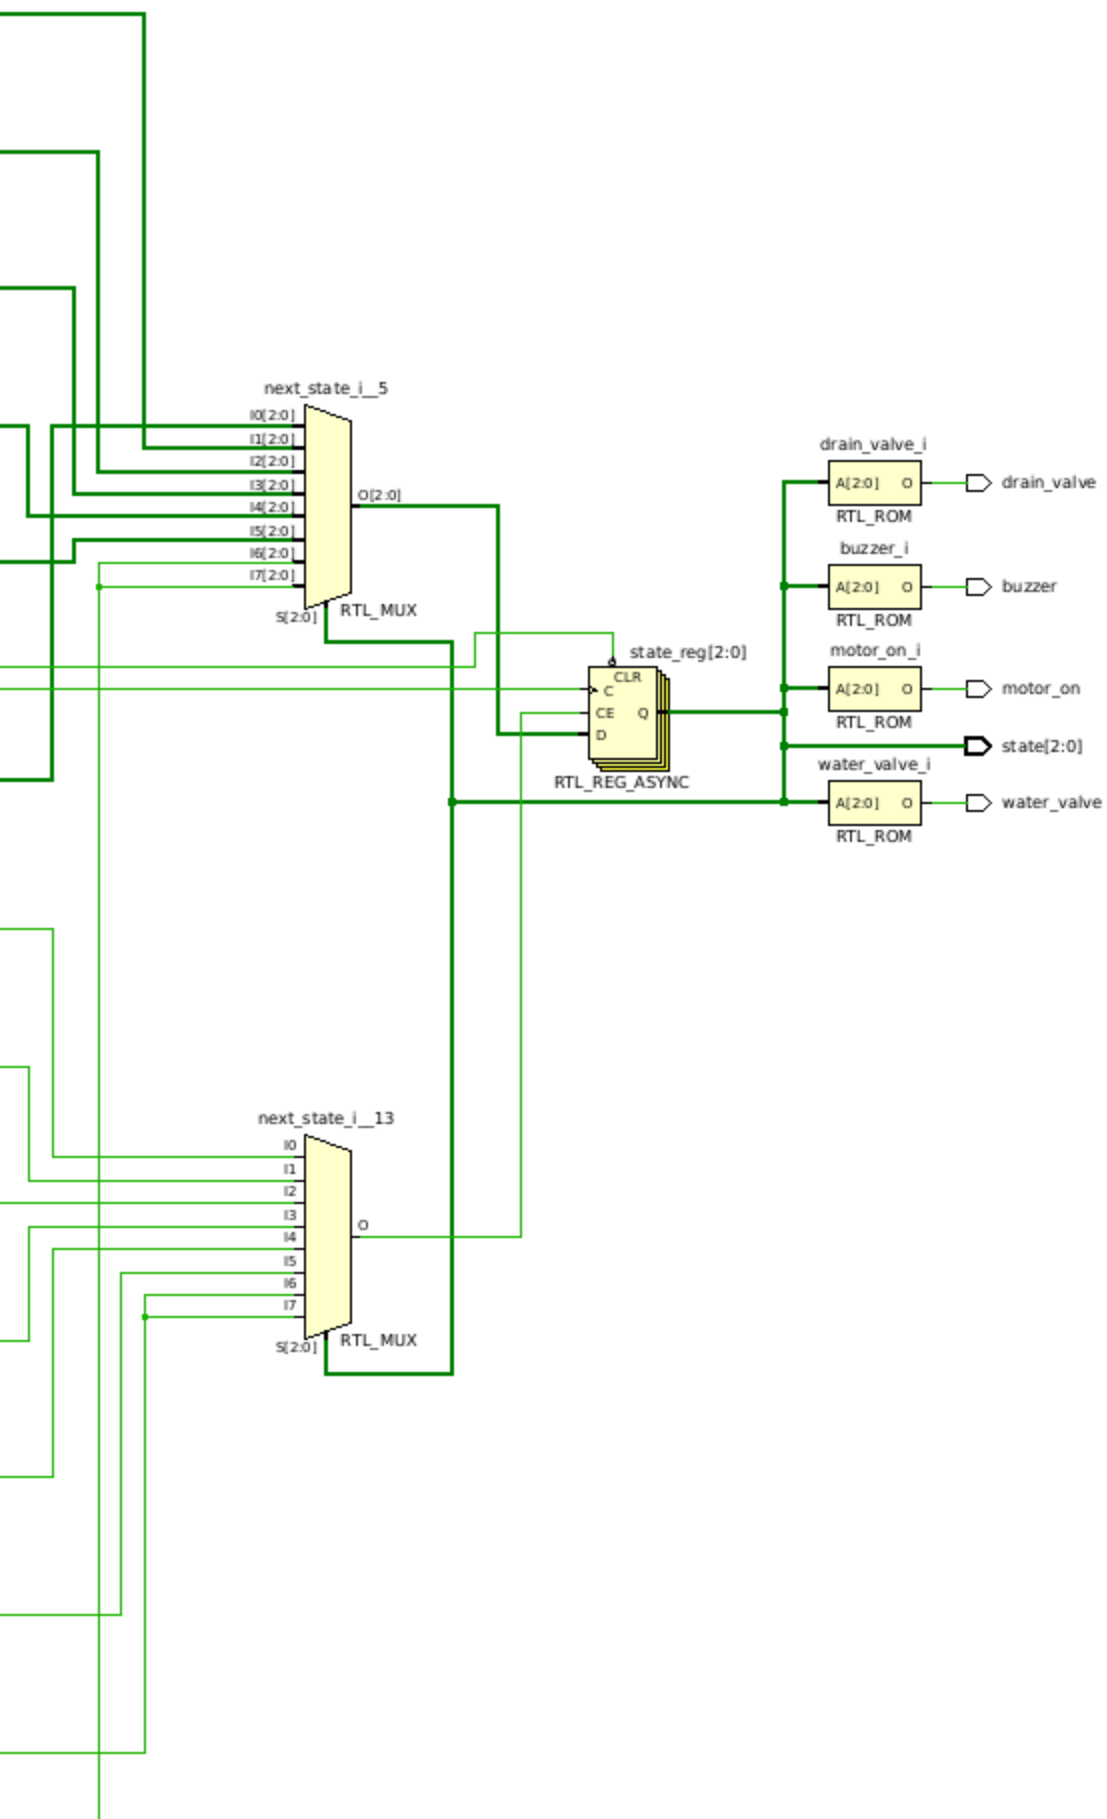 next_state_i__5
I0[2:0]
I1[2:0]
I2[2:0]
I3[2:0]
I4[2:0]
I5[2:0]
I6[2:0]
I7[2:0]
S[2:0]
O[2:0]
RTL_MUX
state_reg[2:0]
CLR
C
CE
Q
D
RTL_REG_ASYNC
drain_valve_i
A[2:0] O
drain_valve
RTL_ROM
buzzer_i
A[2:0] O
buzzer
RTL_ROM
motor_on_i
A[2:0] O
motor_on
RTL_ROM
state[2:0]
water_valve_i
A[2:0] O
water_valve
RTL_ROM
next_state_i__13
I0
I1
I2
I3
I4
I5
I6
I7
S[2:0]
O
RTL_MUX